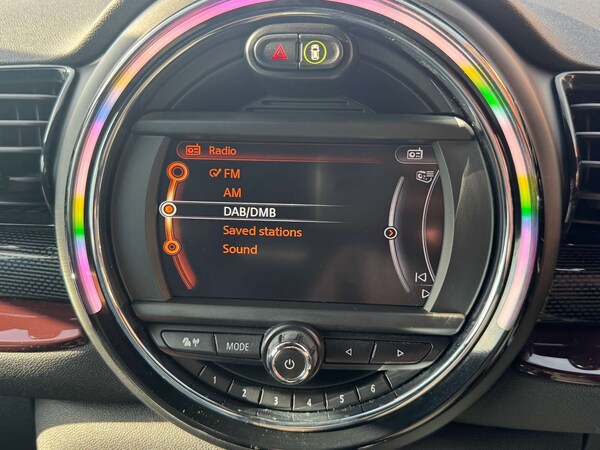 Radio
FM
AM
DAB/DMB
Saved stations
Sound
MODE
1 2 3 4 5 6